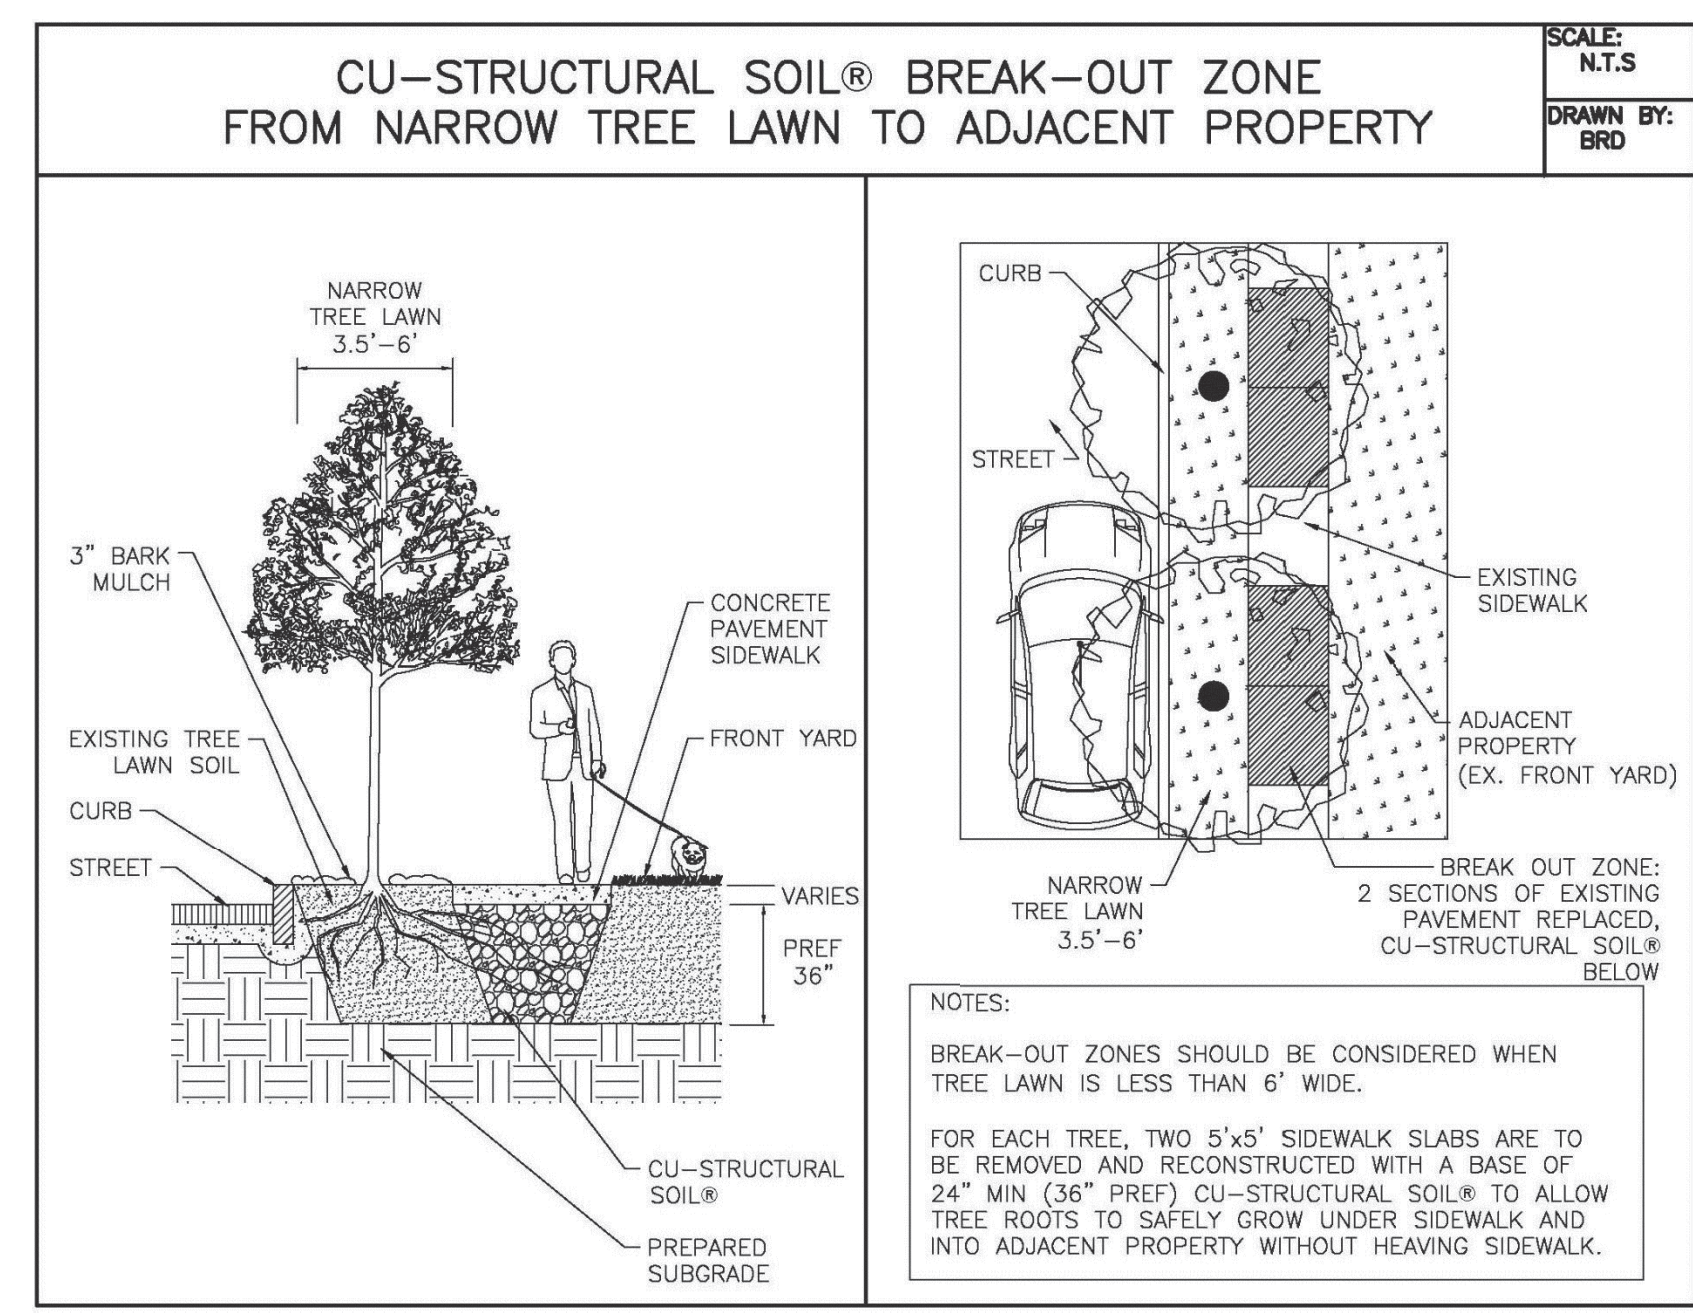 CU-STRUCTURAL SOIL® BREAK-OUT ZONE
FROM NARROW TREE LAWN TO ADJACENT PROPERTY
SCALE:
N.T.S
DRAWN BY:
BRD
NARROW
TREE LAWN
3.5'-6'
3" BARK
MULCH
EXISTING TREE
LAWN SOIL
CURB
STREET
CONCRETE
PAVEMENT
SIDEWALK
FRONT YARD
VARIES
PREF
36"
CU-STRUCTURAL
SOIL®
PREPARED
SUBGRADE
CURB
STREET
EXISTING
SIDEWALK
ADJACENT
PROPERTY
(EX. FRONT YARD)
NARROW
TREE LAWN
3.5'-6'
BREAK OUT ZONE:
2 SECTIONS OF EXISTING
PAVEMENT REPLACED,
CU-STRUCTURAL SOIL®
BELOW
NOTES:
BREAK-OUT ZONES SHOULD BE CONSIDERED WHEN
TREE LAWN IS LESS THAN 6' WIDE.
FOR EACH TREE, TWO 5'x5' SIDEWALK SLABS ARE TO
BE REMOVED AND RECONSTRUCTED WITH A BASE OF
24" MIN (36" PREF) CU-STRUCTURAL SOIL® TO ALLOW
TREE ROOTS TO SAFELY GROW UNDER SIDEWALK AND
INTO ADJACENT PROPERTY WITHOUT HEAVING SIDEWALK.